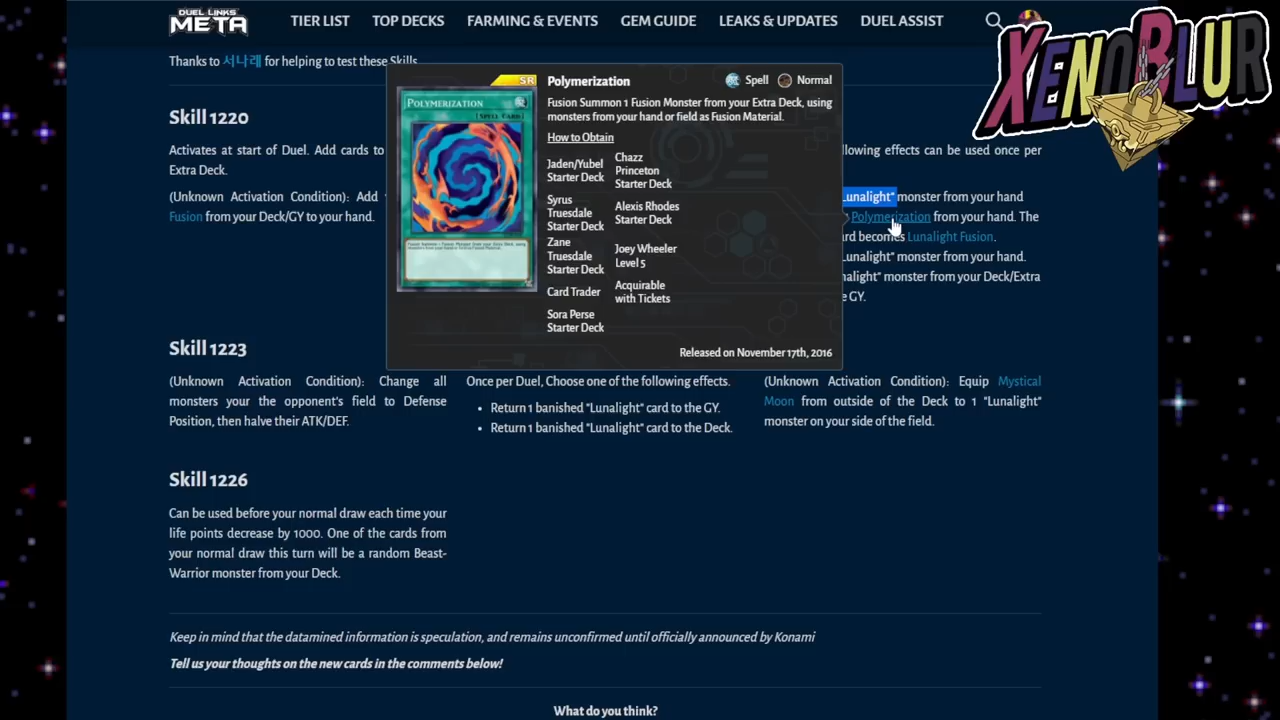 DUEL LINKS
META
TIER LIST
TOP DECKS
FARMING & EVENTS
GEM GUIDE
LEAKS & UPDATES
DUEL ASSIST
XENOBLUR
Thanks to 서나래 for helping to test these Skills.
Skill 1220
Activates at start of Duel. Add cards to
Extra Deck.
(Unknown Activation Condition): Add
Fusion from your Deck/GY to your hand.
SR
POLYMERIZATION
[SPELL CARD]
Polymerization
Spell
Normal
Fusion Summon 1 Fusion Monster from your Extra Deck, using
monsters from your hand or field as Fusion Material.
How to Obtain
Jaden/Yubel
Starter Deck
Chazz
Princeton
Starter Deck
Syrus
Truesdale
Starter Deck
Alexis Rhodes
Starter Deck
Zane
Truesdale
Starter Deck
Joey Wheeler
Level 5
Card Trader
Acquirable
with Tickets
Sora Perse
Starter Deck
Released on November 17th, 2016
llowing effects can be used once per
Lunalight" monster from your hand
Polymerization from your hand. The
rd becomes Lunalight Fusion.
Lunalight" monster from your hand.
nalight" monster from your Deck/Extra
e GY.
Skill 1223
(Unknown Activation Condition): Change all
monsters your the opponent's field to Defense
Position, then halve their ATK/DEF.
Once per Duel, Choose one of the following effects.
• Return 1 banished "Lunalight" card to the GY.
• Return 1 banished "Lunalight" card to the Deck.
(Unknown Activation Condition): Equip Mystical
Moon from outside of the Deck to 1 "Lunalight"
monster on your side of the field.
Skill 1226
Can be used before your normal draw each time your
life points decrease by 1000. One of the cards from
your normal draw this turn will be a random Beast-
Warrior monster from your Deck.
Keep in mind that the datamined information is speculation, and remains unconfirmed until officially announced by Konami
Tell us your thoughts on the new cards in the comments below!
What do you think?